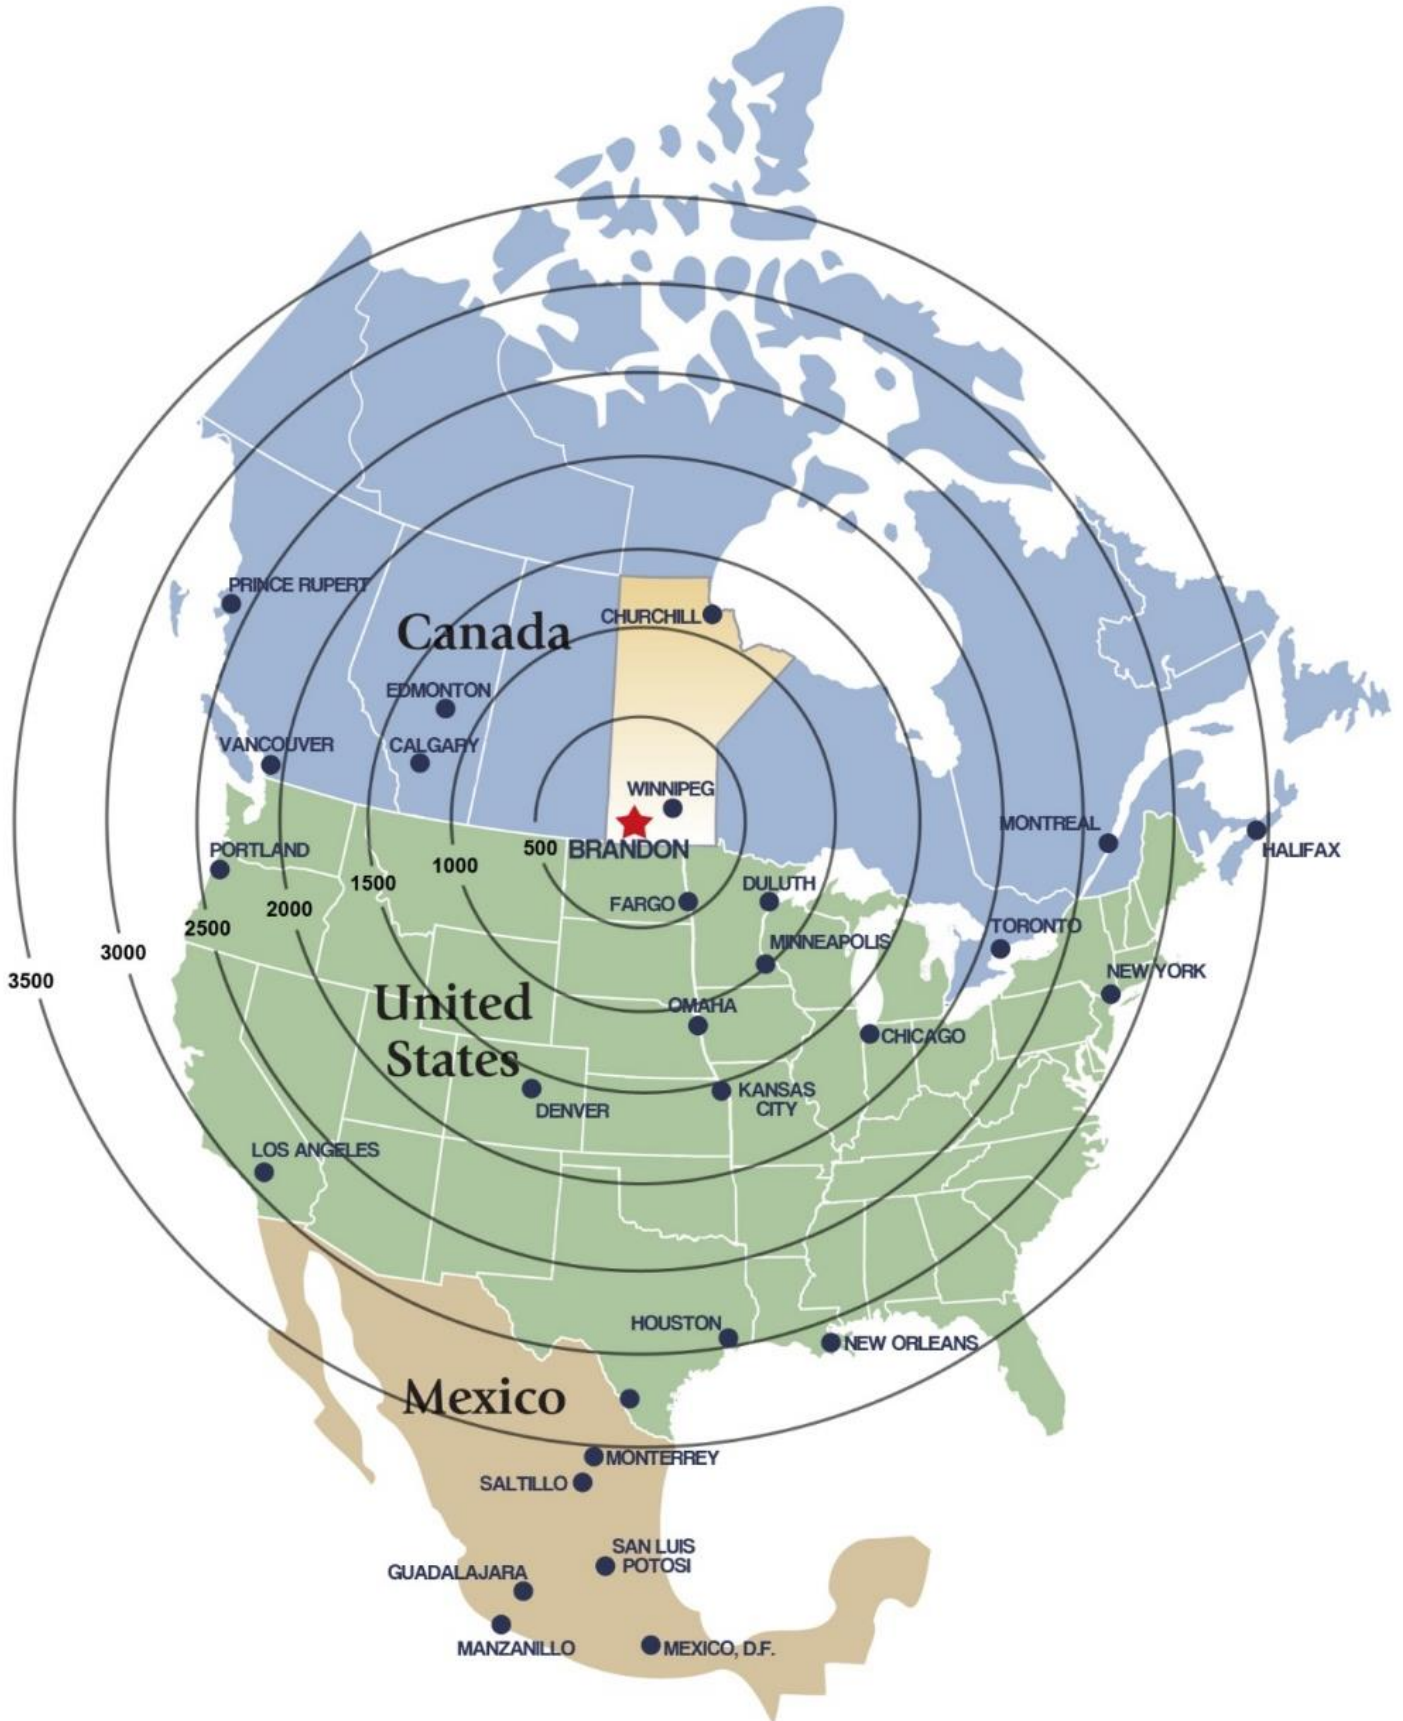 PRINCE RUPERT
Canada
CHURCHILL
EDMONTON
VANCOUVER
CALGARY
WINNIPEG
BRANDON
MONTREAL
HALIFAX
PORTLAND
500
1000
1500
2000
2500
3000
3500
FARGO
DULUTH
MINNEAPOLIS
TORONTO
NEW YORK
United
States
OMAHA
CHICAGO
DENVER
KANSAS
CITY
LOS ANGELES
HOUSTON
NEW ORLEANS
Mexico
MONTERREY
SALTILLO
SAN LUIS
POTOSI
GUADALAJARA
MANZANILLO
MEXICO, D.F.